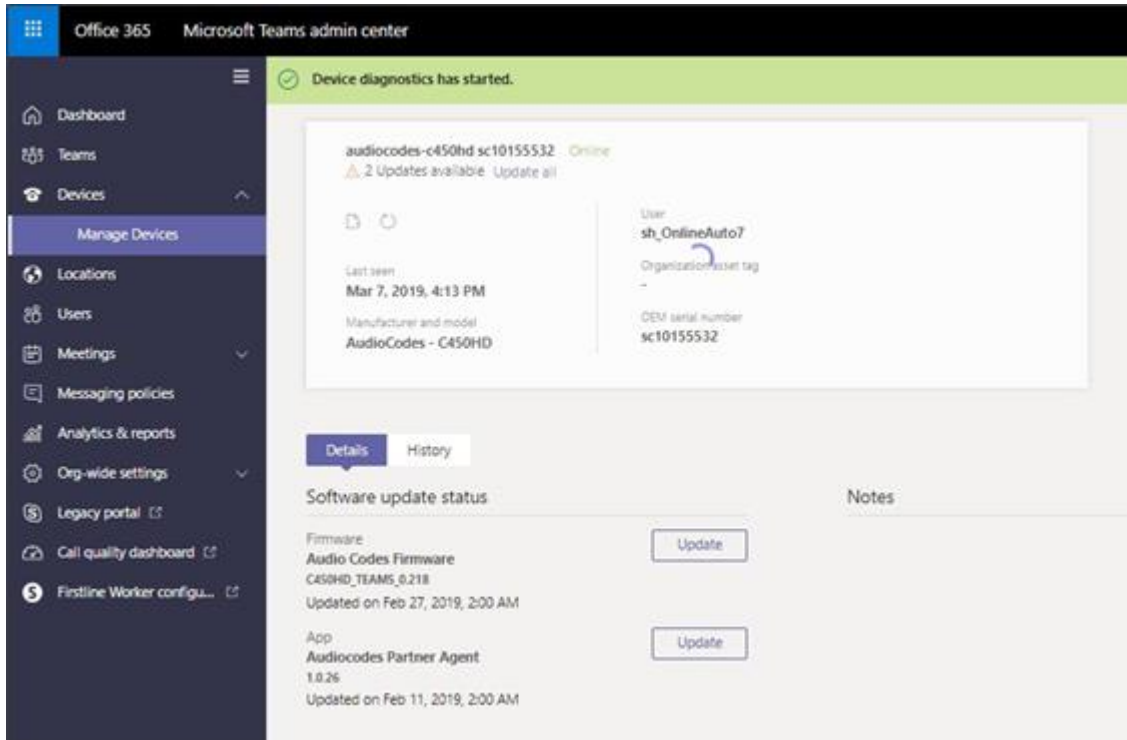 Office 365 Microsoft Teams admin center
Device diagnostics has started.
Dashboard
Teams
Devices
Manage Devices
Locations
Users
Meetings
Messaging policies
Analytics & reports
Org-wide settings
Legacy portal
Call quality dashboard
Firstline Worker configu...
audiocodes-c450hd sc10155532 Online
2 Updates available Update all
Last seen
Mar 7, 2019, 4:13 PM
Manufacturer and model
AudioCodes - C450HD
User
sh_OnlineAuto7
Organization asset tag
-
OEM serial number
sc10155532
Details History
Software update status
Firmware
Audio Codes Firmware
C450HD_TEAMS_0.218
Updated on Feb 27, 2019, 2:00 AM
Update
App
Audiocodes Partner Agent
1.0.26
Updated on Feb 11, 2019, 2:00 AM
Update
Notes